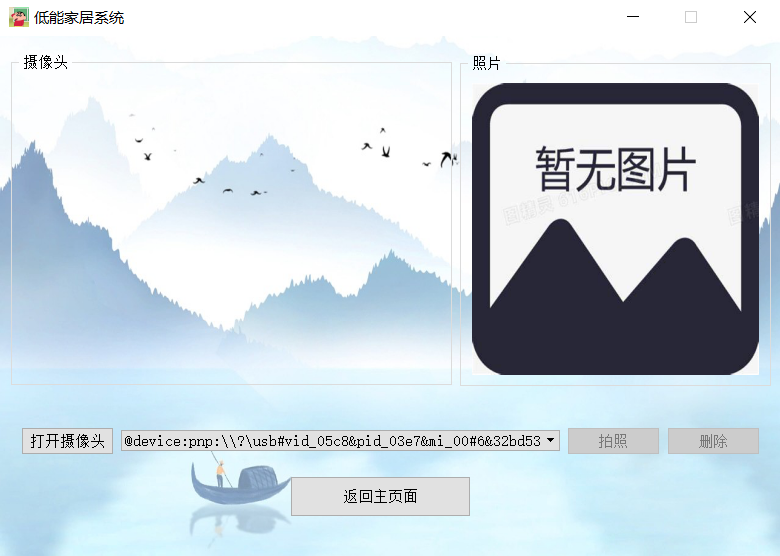 低能家居系统
摄像头
照片
暂无图片
打开摄像头
@device:pnp:\\?\usb#vid_05c8&pid_03e7&mi_00#6&32bd53
拍照
删除
返回主页面